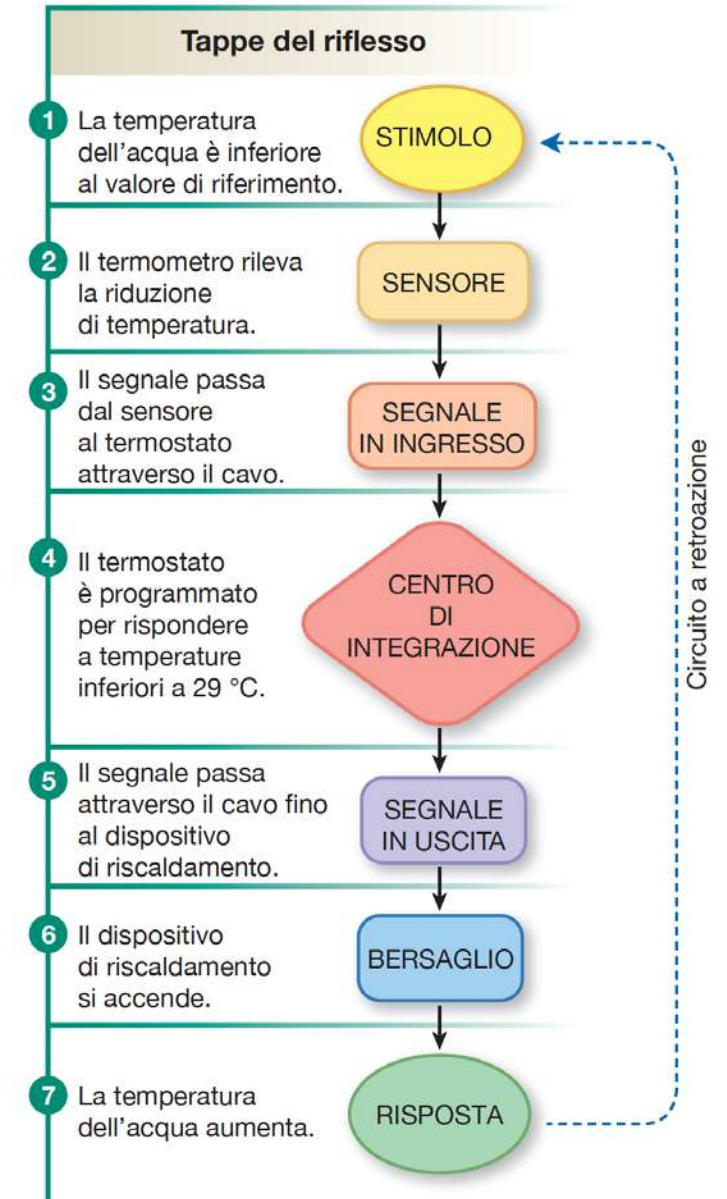 Tappe del riflesso
1
La temperatura
dell'acqua è inferiore
al valore di riferimento.
STIMOLO
2
Il termometro rileva
la riduzione
di temperatura.
SENSORE
3
Il segnale passa
dal sensore
al termostato
attraverso il cavo.
SEGNALE
IN INGRESSO
4
Il termostato
è programmato
per rispondere
a temperature
inferiori a 29 °C.
CENTRO
DI
INTEGRAZIONE
5
Il segnale passa
attraverso il cavo fino
al dispositivo
di riscaldamento.
SEGNALE
IN USCITA
6
Il dispositivo
di riscaldamento
si accende.
BERSAGLIO
7
La temperatura
dell'acqua aumenta.
RISPOSTA
Circuito a retroazione